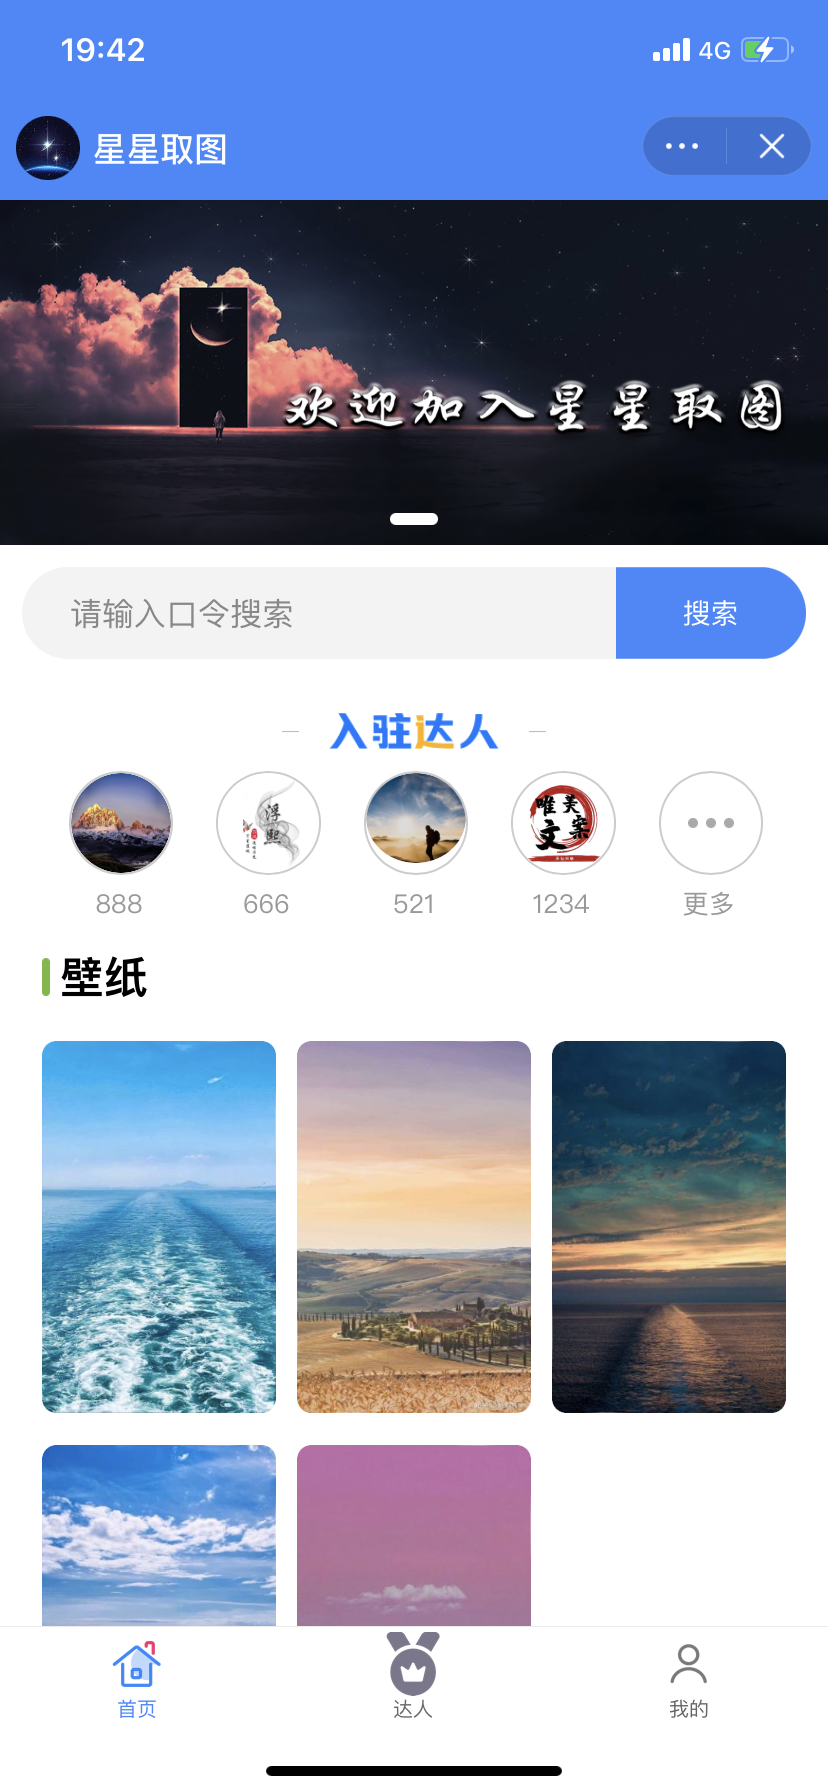 19:42
4G
星星取图
欢迎加入星星取图
请输入口令搜索
搜索
入驻达人
浮熙
唯美文案
888
666
521
1234
更多
壁纸
首页
达人
我的